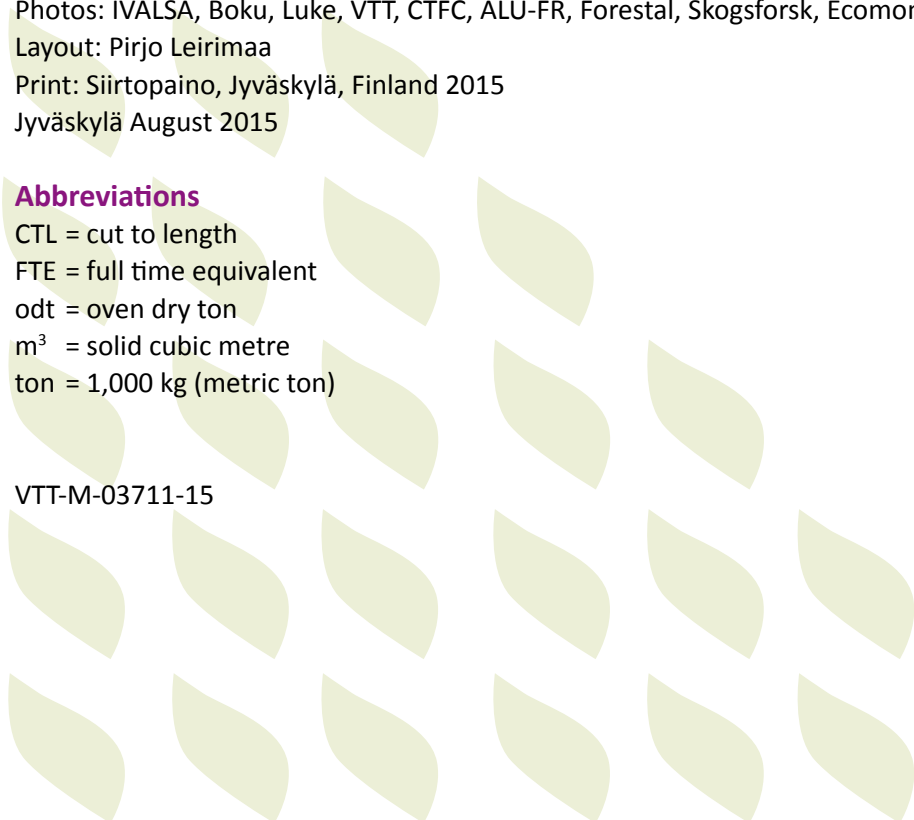 Photos: IVALSA, Boku, Luke, VTT, CTFC, ALU-FR, Forestal, Skogsforsk,
Layout: Pirjo Leirimaa
Print: Siirtopaino, Jyväskylä, Finland 2015
Jyväskylä August 2015
Abbreviations
CTL = cut to length
FTE = full time equivalent
odt = oven dry ton
m³ = solid cubic metre
ton = 1,000 kg (metric ton)
VTT-M-03711-15